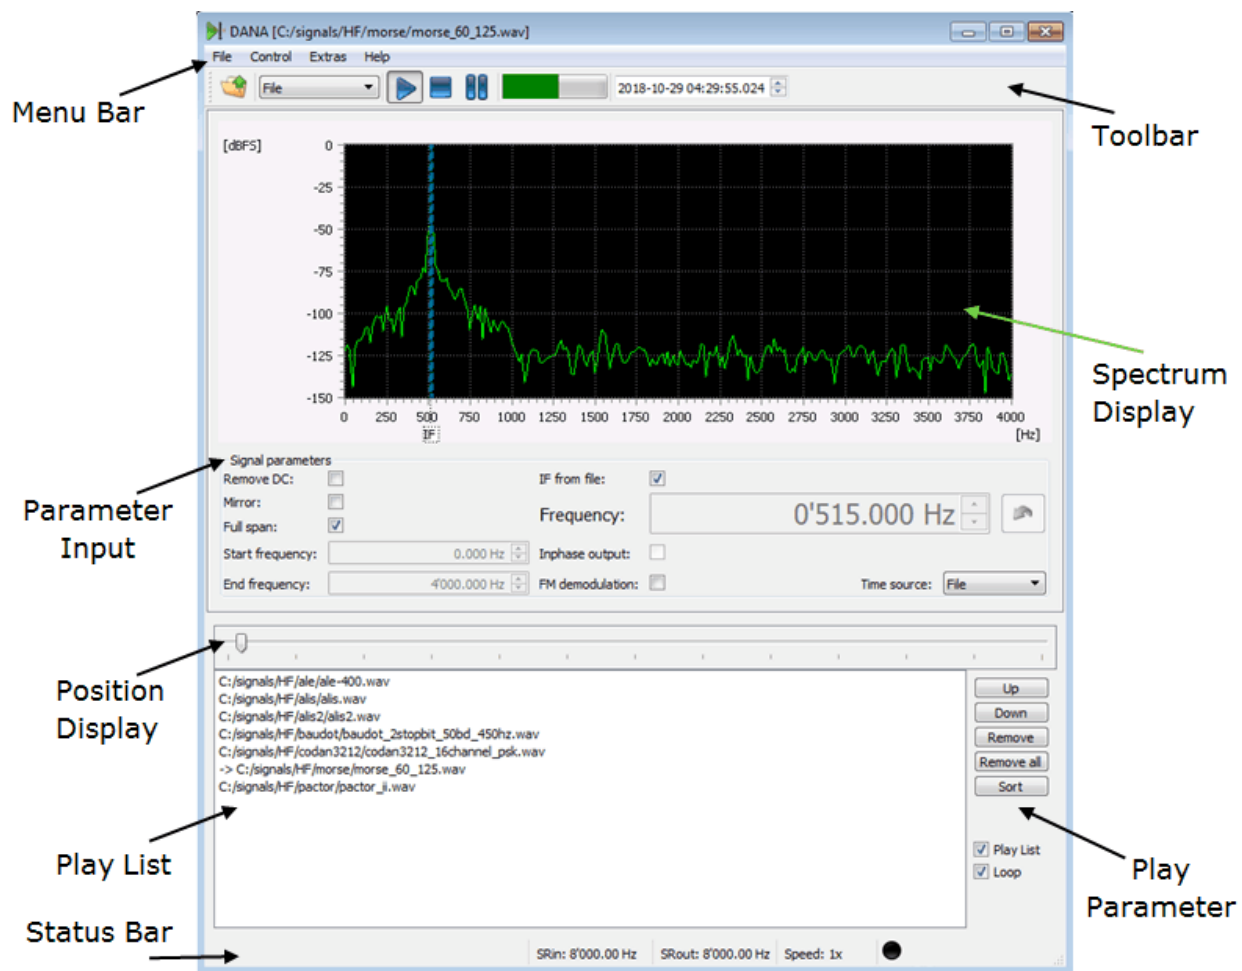 DANA [C:/signals/HF/morse/morse_60_125.wav]
File Control Extras Help
Menu Bar
File
2018-10-29 04:29:55.024
Toolbar
[dBFS]
0
-25
-50
-75
-100
-125
-150
0 250 500 750 1000 1250 1500 1750 2000 2250 2500 2750 3000 3250 3500 3750 4000
IF
[Hz]
Spectrum
Display
Signal parameters
Remove DC:
IF from file:
Mirror:
Frequency: 0'515.000 Hz
Full span:
Start frequency: 0.000 Hz
Inphase output:
End frequency: 4'000.000 Hz
FM demodulation:
Time source: File
Parameter
Input
Position
Display
C:/signals/HF/ale/ale-400.wav
C:/signals/HF/alis/alis.wav
C:/signals/HF/alis2/alis2.wav
C:/signals/HF/baudot/baudot_2stopbit_50bd_450hz.wav
C:/signals/HF/codan3212/codan3212_16channel_psk.wav
-> C:/signals/HF/morse/morse_60_125.wav
C:/signals/HF/pactor/pactor_ii.wav
Up
Down
Remove
Remove all
Sort
Play List
Loop
Play List
Play
Parameter
Status Bar
SRin: 8'000.00 Hz SRout: 8'000.00 Hz Speed: 1x